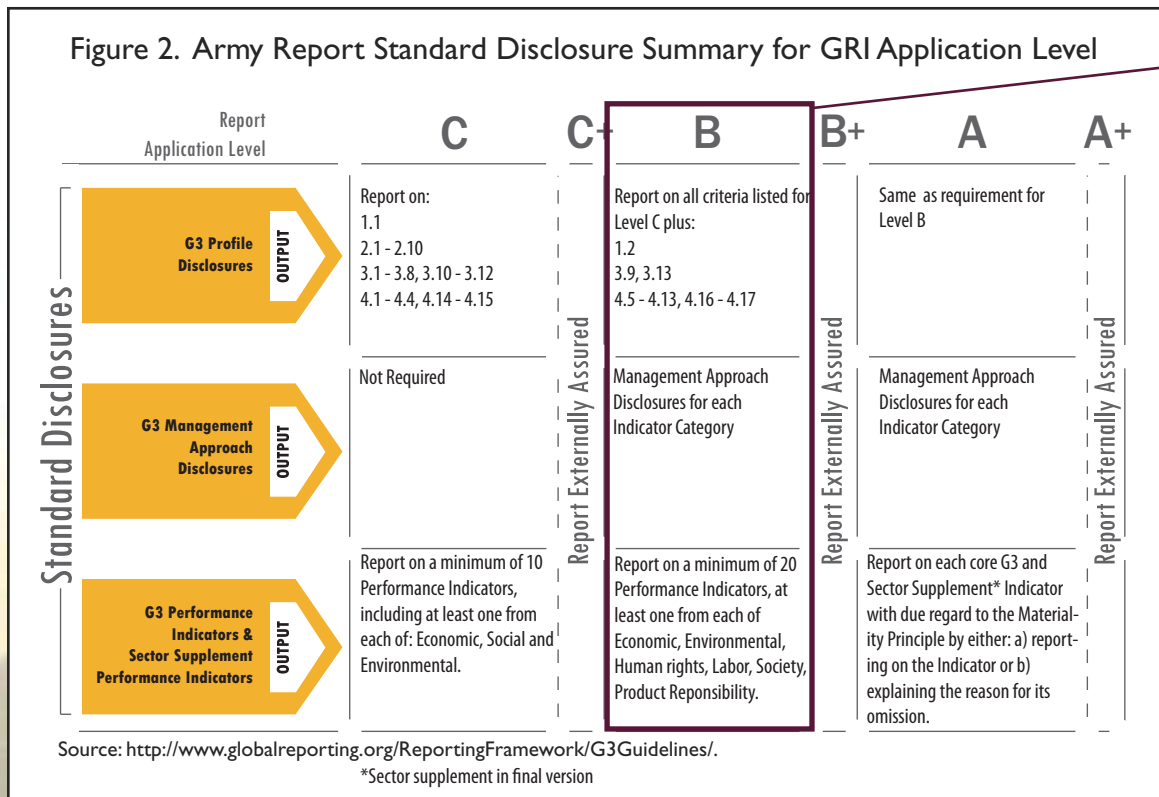 Figure 2. Army Report Standard Disclosure Summary for GRI Application Level
Report
Application Level
C
C+
B
B+
A
A+
Standard Disclosures
G3 Profile
Disclosures
OUTPUT
Report on:
1.1
2.1 - 2.10
3.1 - 3.8, 3.10 - 3.12
4.1 - 4.4, 4.14 - 4.15
Report on all criteria listed for
Level C plus:
1.2
3.9, 3.13
4.5 - 4.13, 4.16 - 4.17
Same as requirement for
Level B
G3 Management
Approach
Disclosures
OUTPUT
Not Required
Management Approach
Disclosures for each
Indicator Category
Management Approach
Disclosures for each
Indicator Category
G3 Performance
Indicators &
Sector Supplement
Performance Indicators
OUTPUT
Report on a minimum of 10
Performance Indicators,
including at least one from
each of: Economic, Social and
Environmental.
Report on a minimum of 20
Performance Indicators, at
least one from each of
Economic, Environmental,
Human rights, Labor, Society,
Product Reponsibility.
Report on each core G3 and
Sector Supplement* Indicator
with due regard to the Material-
ity Principle by either: a) report-
ing on the Indicator or b)
explaining the reason for its
omission.
Report Externally Assured
Report Externally Assured
Report Externally Assured
Source: http://www.globalreporting.org/ReportingFramework/G3Guidelines/.
*Sector supplement in final version